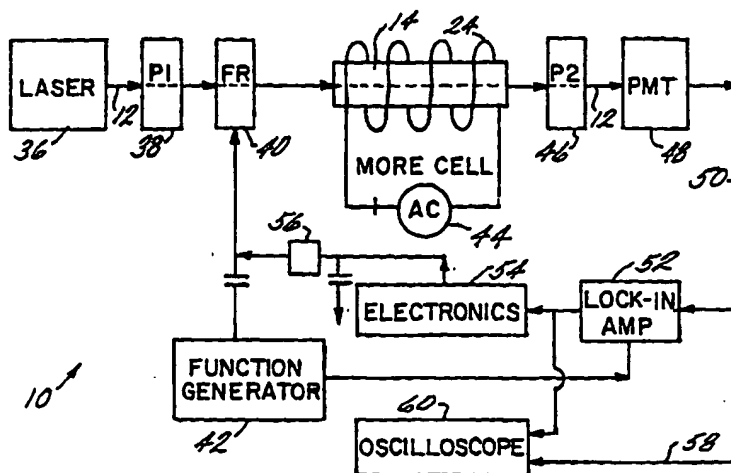 14
24
LASER
P1
FR
P2
PMT
12
12
36
38
40
46
48
MORE CELL
50
AC
44
56
154
52
ELECTRONICS
LOCK-IN
AMP
FUNCTION
GENERATOR
10
42
60
OSCILLOSCOPE
58